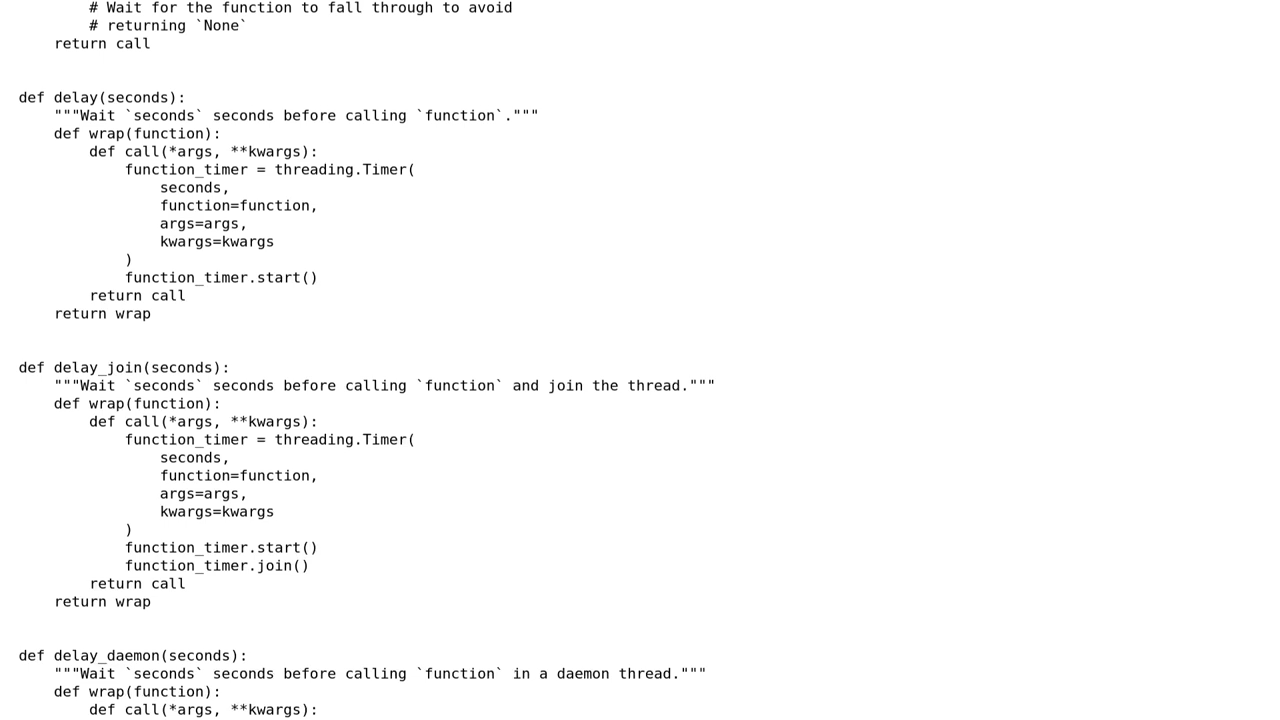 # Wait for the function to fall through to avoid
        # returning `None`
    return call


def delay(seconds):
    """Wait `seconds` seconds before calling `function`."""
    def wrap(function):
        def call(*args, **kwargs):
            function_timer = threading.Timer(
                seconds,
                function=function,
                args=args,
                kwargs=kwargs
            )
            function_timer.start()
        return call
    return wrap


def delay_join(seconds):
    """Wait `seconds` seconds before calling `function` and join the thread."""
    def wrap(function):
        def call(*args, **kwargs):
            function_timer = threading.Timer(
                seconds,
                function=function,
                args=args,
                kwargs=kwargs
            )
            function_timer.start()
            function_timer.join()
        return call
    return wrap


def delay_daemon(seconds):
    """Wait `seconds` seconds before calling `function` in a daemon thread."""
    def wrap(function):
        def call(*args, **kwargs):